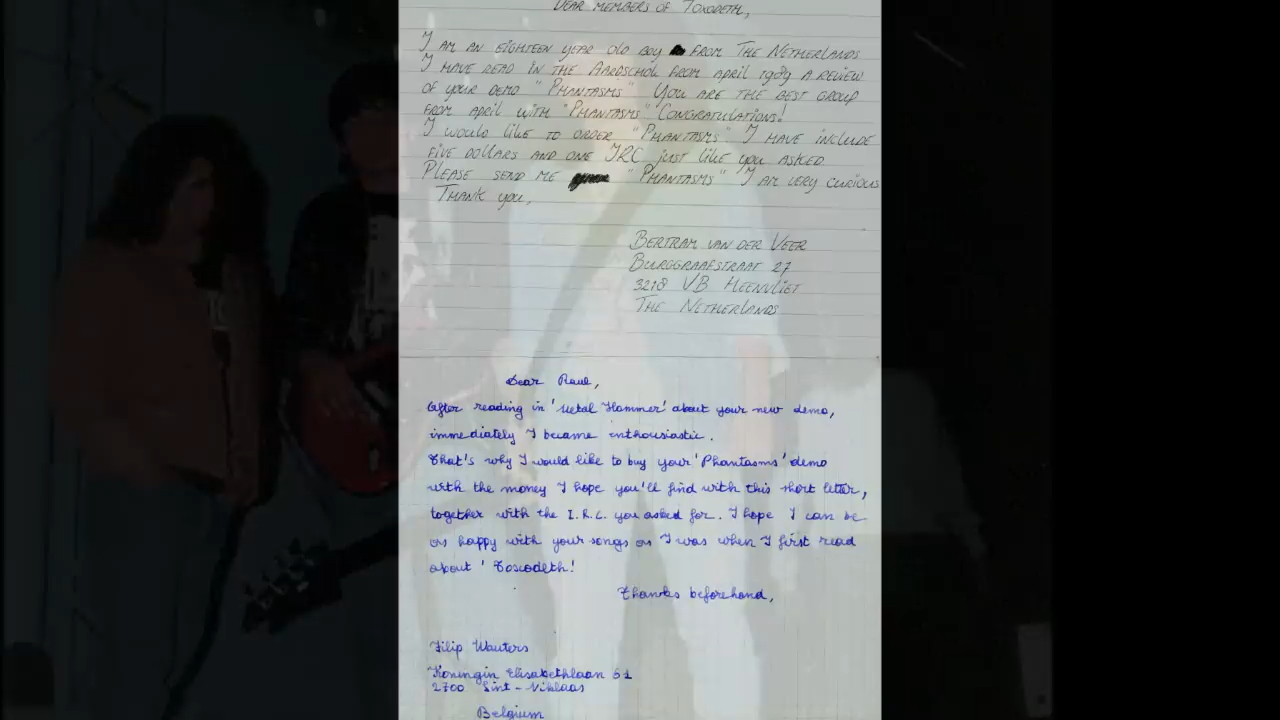 DEAR MEMBERS OF TOXODETH,
I AM AN EIGHTEEN YEAR OLD BOY FROM THE NETHERLANDS
I HAVE READ IN THE AARDSCHOK FROM APRIL 1989 A REVIEW
OF YOUR DEMO "PHANTASMS" YOU ARE THE BEST GROUP
FROM APRIL WITH "PHANTASMS" CONGRATULATIONS!
I WOULD LIKE TO ORDER "PHANTASMS" I HAVE INCLUDE
FIVE DOLLARS AND ONE IRC JUST LIKE YOU ASKED
PLEASE SEND ME "PHANTASMS" I AM VERY CURIOUS
THANK YOU,
BERTRAM VAN DER VEER
BURGGRAAFSTRAAT 27
3218 VB HEENVLIET
THE NETHERLANDS
Dear Raul,
After reading in 'Metal Hammer' about your new demo,
immediately I became enthousiastic.
That's why I would like to buy your 'Phantasms' demo
with the money I hope you'll find with this short letter,
together with the I.R.C. you asked for. I hope I can be
as happy with your songs as I was when I first read
about 'Toxodeth!
Thanks beforehand,
Filip Wauters
Koningin Elisabethlaan 51
2700 Sint-Niklaas
Belgium